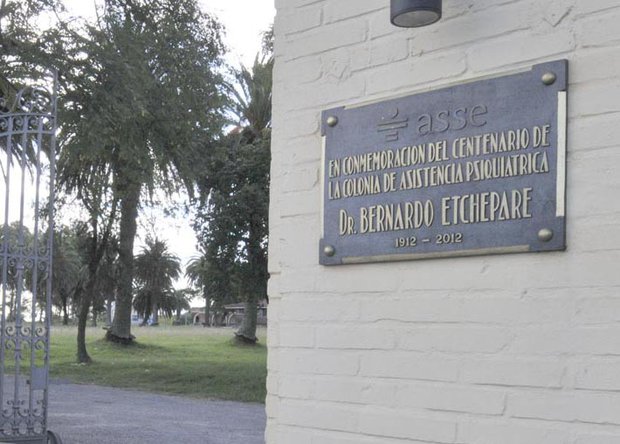 asse
EN CONMEMORACION DEL CENTENARIO DE
LA COLONIA DE ASISTENCIA PSIQUIATRICA
DR. BERNARDO ETCHEPARE
1912 - 2012